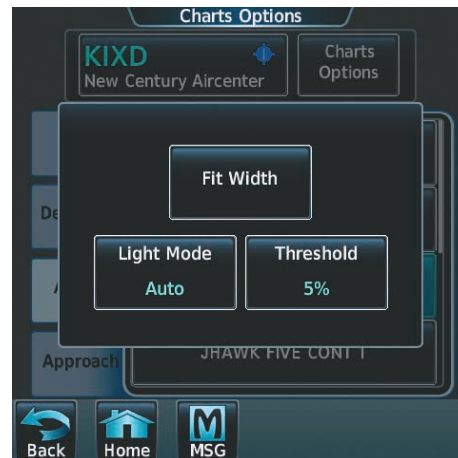 Charts Options
KIXD
New Century Aircenter
Charts
Options
Fit Width
De
Light Mode
Auto
Threshold
5%
A
Approach
JHAWK FIVE CONT 1
Back
Home
MSG